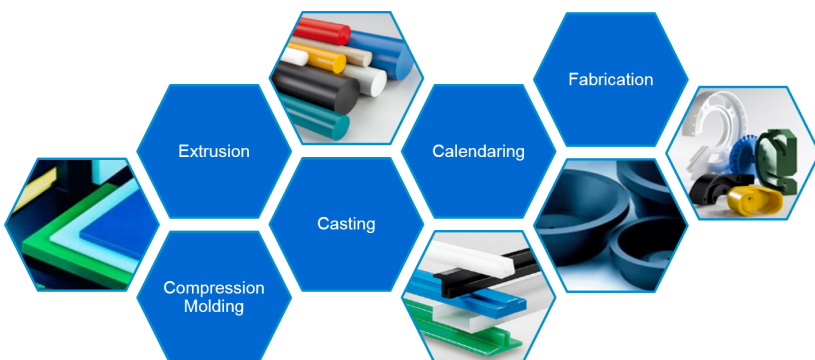 Fabrication
Extrusion
Calendaring
Casting
Compression
Molding